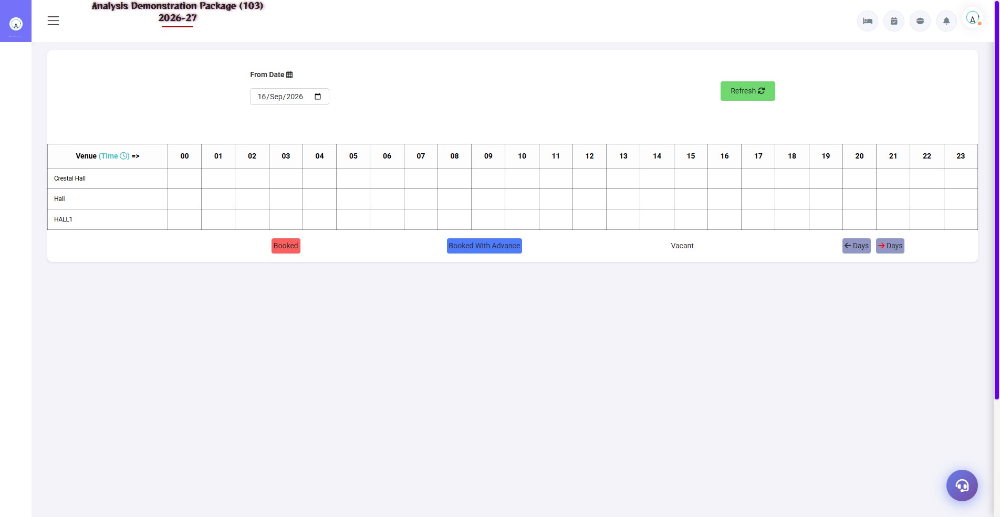 Analysis Demonstration Package (103)
2026-27
From Date
16/Sep/2026
Refresh
Venue (Time) => 00 01 02 03 04 05 06 07 08 09 10 11 12 13 14 15 16 17 18 19 20 21 22 23
Crestal Hall
Hall
HALL1
Booked Booked With Advance Vacant ← Days → Days